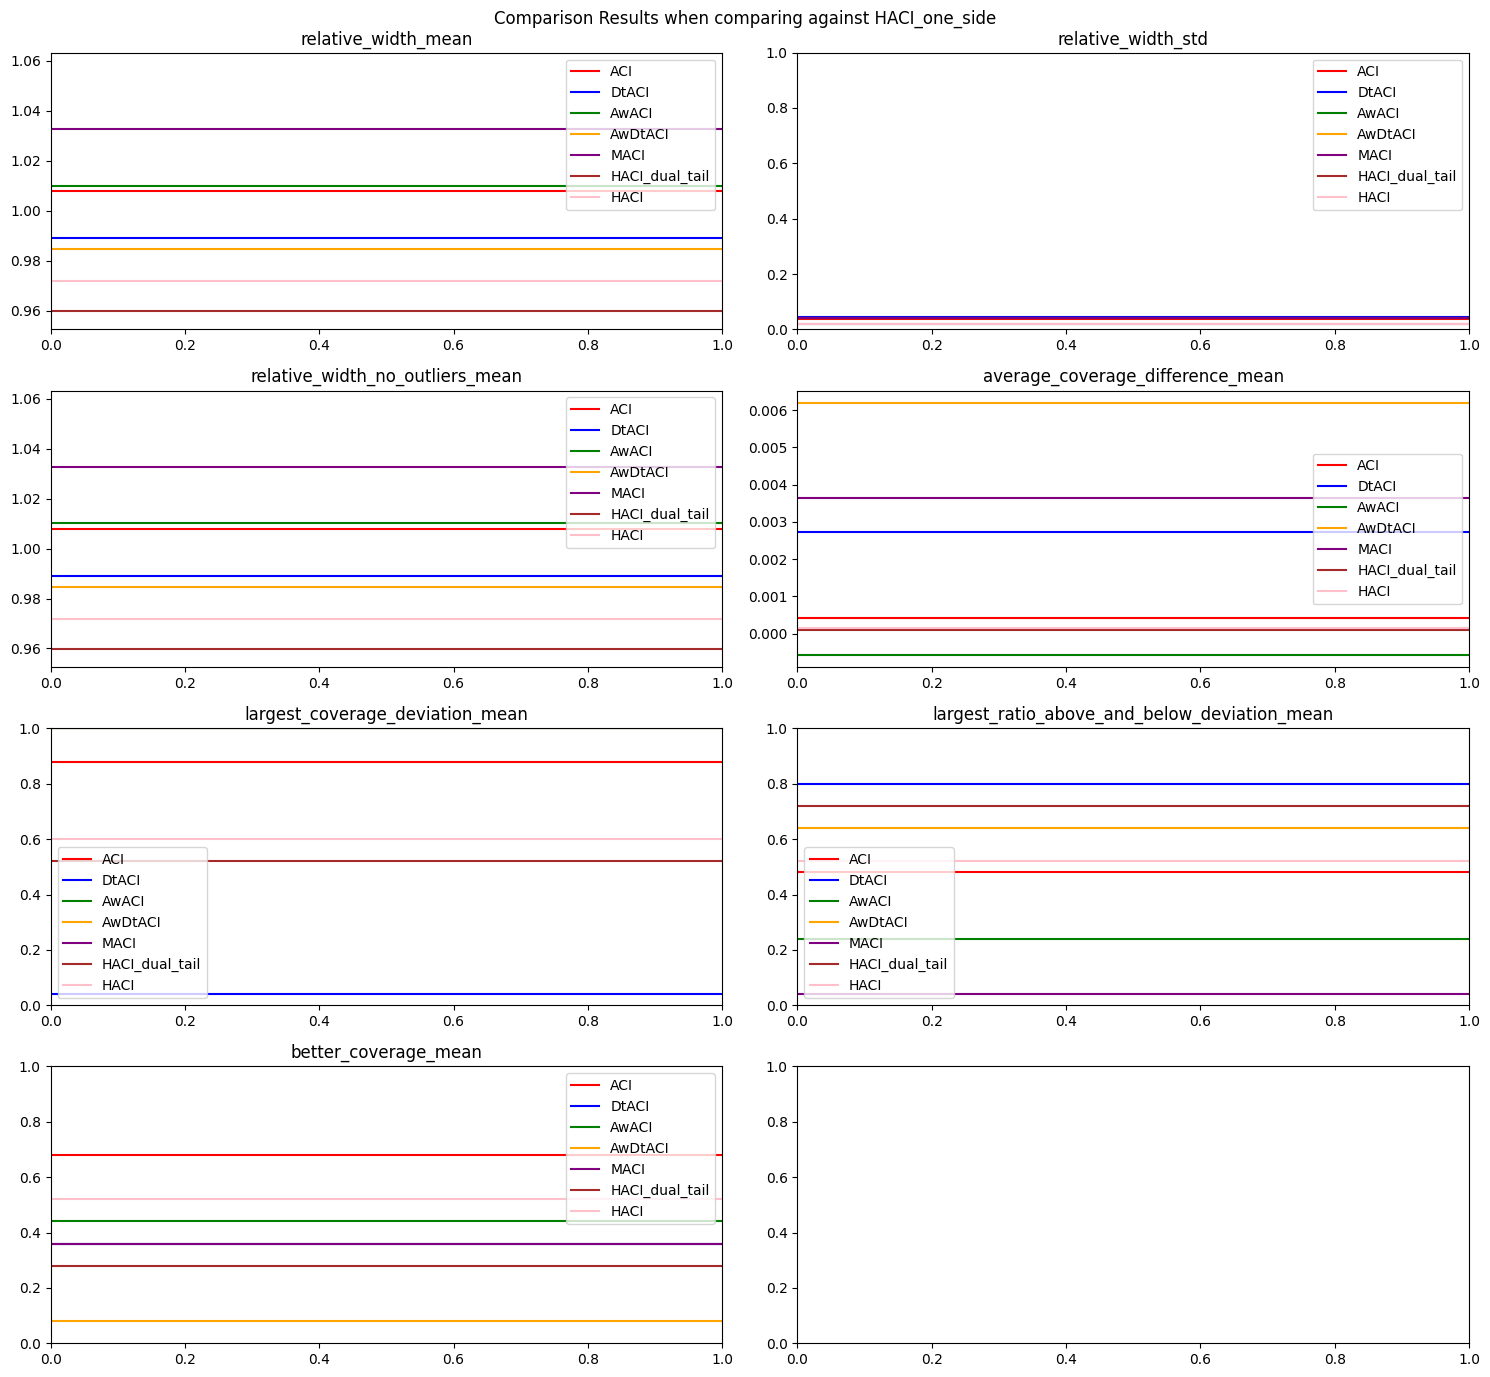 Comparison Results when comparing against HACI_one_side
relative_width_mean
1.06
1.04
1.02
1.00
0.98
0.96
0.0 0.2 0.4 0.6 0.8 1.0
ACI
DtACI
AwACI
AwDtACI
MACI
HACI_dual_tail
HACI
relative_width_std
1.0
0.8
0.6
0.4
0.2
0.0
0.0 0.2 0.4 0.6 0.8 1.0
ACI
DtACI
AwACI
AwDtACI
MACI
HACI_dual_tail
HACI
relative_width_no_outliers_mean
1.06
1.04
1.02
1.00
0.98
0.96
0.0 0.2 0.4 0.6 0.8 1.0
ACI
DtACI
AwACI
AwDtACI
MACI
HACI_dual_tail
HACI
average_coverage_difference_mean
0.006
0.005
0.004
0.003
0.002
0.001
0.000
0.0 0.2 0.4 0.6 0.8 1.0
ACI
DtACI
AwACI
AwDtACI
MACI
HACI_dual_tail
HACI
largest_coverage_deviation_mean
1.0
0.8
0.6
0.4
0.2
0.0
0.0 0.2 0.4 0.6 0.8 1.0
ACI
DtACI
AwACI
AwDtACI
MACI
HACI_dual_tail
HACI
largest_ratio_above_and_below_deviation_mean
1.0
0.8
0.6
0.4
0.2
0.0
0.0 0.2 0.4 0.6 0.8 1.0
ACI
DtACI
AwACI
AwDtACI
MACI
HACI_dual_tail
HACI
better_coverage_mean
1.0
0.8
0.6
0.4
0.2
0.0
0.0 0.2 0.4 0.6 0.8 1.0
ACI
DtACI
AwACI
AwDtACI
MACI
HACI_dual_tail
HACI
1.0
0.8
0.6
0.4
0.2
0.0
0.0 0.2 0.4 0.6 0.8 1.0